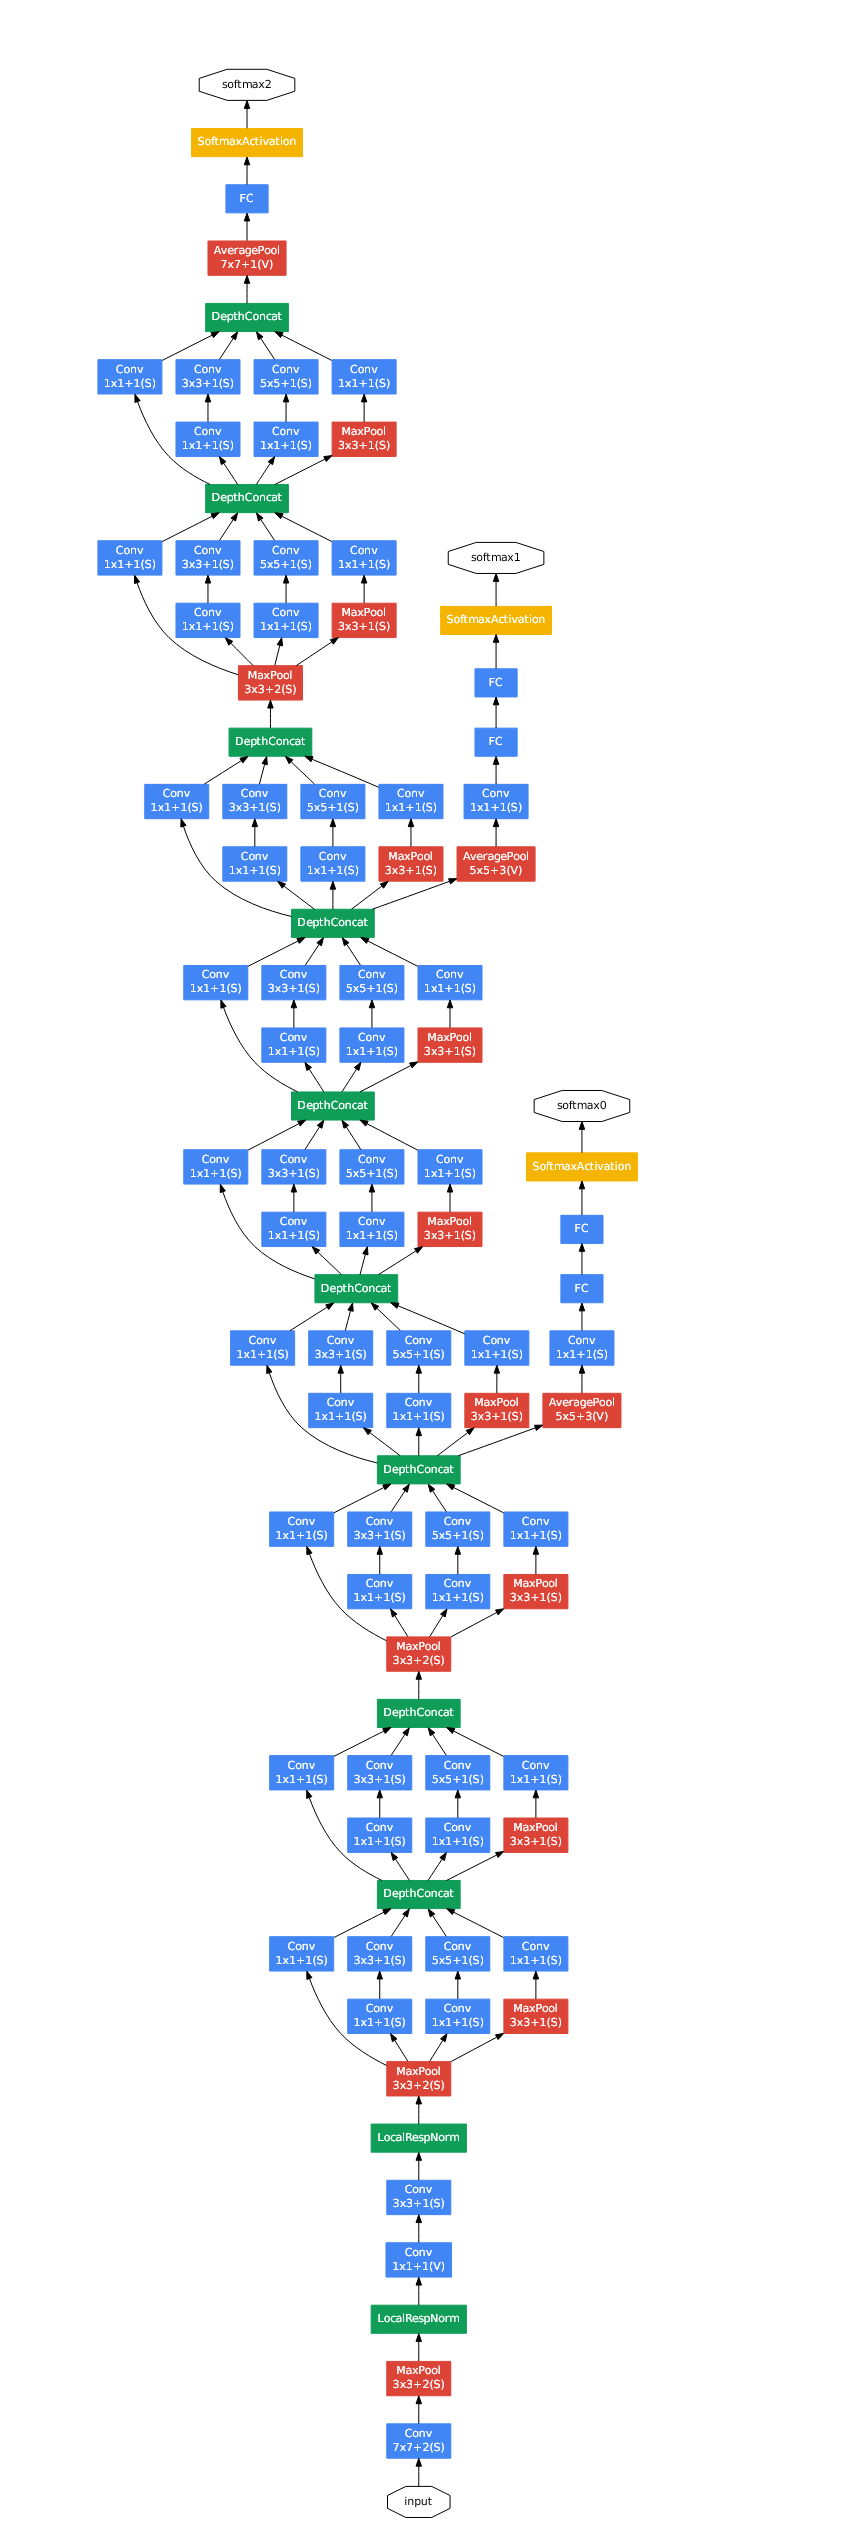 softmax2
SoftmaxActivation
FC
AveragePool
7x7+1(V)
DepthConcat
Conv Conv Conv Conv
1x1+1(S) 3x3+1(S) 5x5+1(S) 1x1+1(S)
Conv Conv MaxPool
1x1+1(S) 1x1+1(S) 3x3+1(S)
DepthConcat
Conv Conv Conv Conv softmax1
1x1+1(S) 3x3+1(S) 5x5+1(S) 1x1+1(S)
Conv Conv MaxPool SoftmaxActivation
1x1+1(S) 1x1+1(S) 3x3+1(S)
MaxPool FC
3x3+2(S)
DepthConcat FC
Conv Conv Conv Conv Conv
1x1+1(S) 3x3+1(S) 5x5+1(S) 1x1+1(S) 1x1+1(S)
Conv Conv MaxPool AveragePool
1x1+1(S) 1x1+1(S) 3x3+1(S) 5x5+3(V)
DepthConcat
Conv Conv Conv Conv
1x1+1(S) 3x3+1(S) 5x5+1(S) 1x1+1(S)
Conv Conv MaxPool
1x1+1(S) 1x1+1(S) 3x3+1(S)
DepthConcat softmax0
Conv Conv Conv Conv SoftmaxActivation
1x1+1(S) 3x3+1(S) 5x5+1(S) 1x1+1(S)
Conv Conv MaxPool FC
1x1+1(S) 1x1+1(S) 3x3+1(S)
DepthConcat FC
Conv Conv Conv Conv Conv
1x1+1(S) 3x3+1(S) 5x5+1(S) 1x1+1(S) 1x1+1(S)
Conv Conv MaxPool AveragePool
1x1+1(S) 1x1+1(S) 3x3+1(S) 5x5+3(V)
DepthConcat
Conv Conv Conv Conv
1x1+1(S) 3x3+1(S) 5x5+1(S) 1x1+1(S)
Conv Conv MaxPool
1x1+1(S) 1x1+1(S) 3x3+1(S)
MaxPool
3x3+2(S)
DepthConcat
Conv Conv Conv Conv
1x1+1(S) 3x3+1(S) 5x5+1(S) 1x1+1(S)
Conv Conv MaxPool
1x1+1(S) 1x1+1(S) 3x3+1(S)
DepthConcat
Conv Conv Conv Conv
1x1+1(S) 3x3+1(S) 5x5+1(S) 1x1+1(S)
Conv Conv MaxPool
1x1+1(S) 1x1+1(S) 3x3+1(S)
MaxPool
3x3+2(S)
LocalRespNorm
Conv
3x3+1(S)
Conv
1x1+1(V)
LocalRespNorm
MaxPool
3x3+2(S)
Conv
7x7+2(S)
input